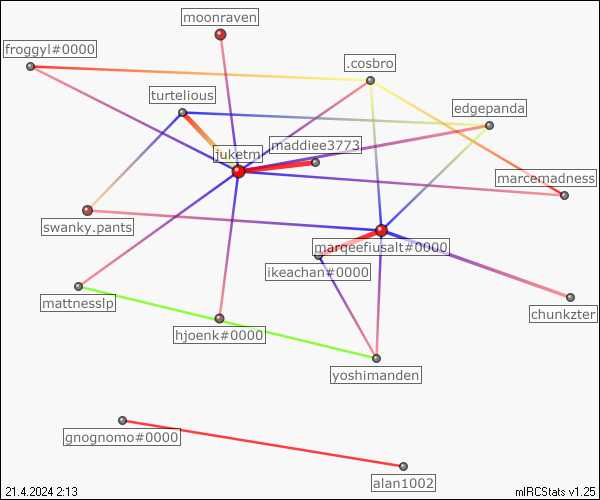 moonraven
froggyl#0000
.cosbro
turtelious
edgepanda
maddiee3773
juketm
marcemadness
swanky.pants
marqeefiusalt#0000
ikeachan#0000
mattnesslp
chunkzter
hjoenk#0000
yoshimanden
gnognomo#0000
alan1002
21.4.2024 2:13
mIRCStats v1.25